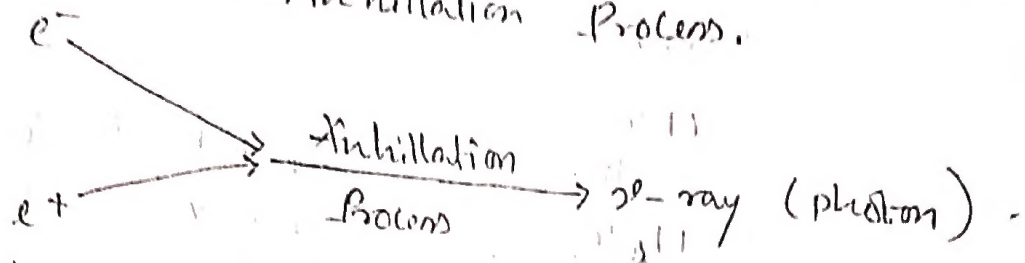 Process.
e⁻
Anhillation
e+ Process γ-ray (photon).